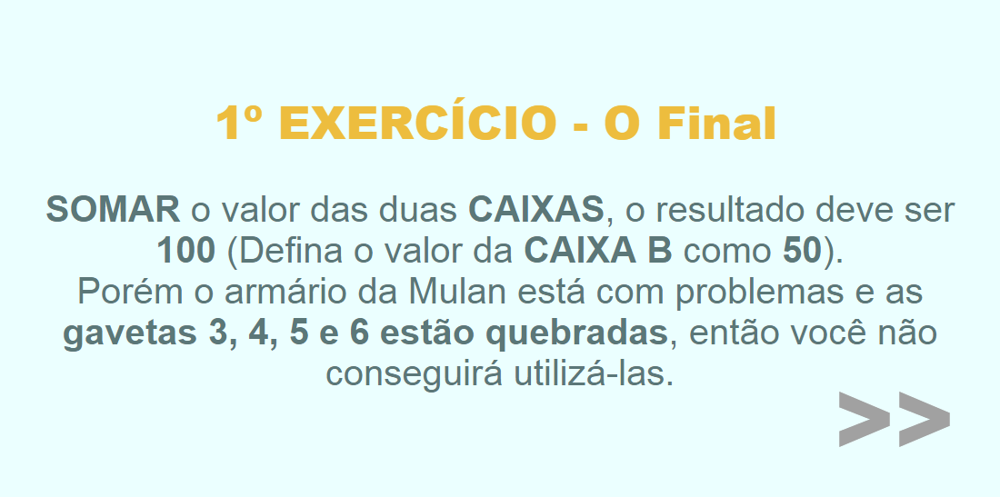 1º EXERCÍCIO - O Final
SOMAR o valor das duas CAIXAS, o resultado deve ser
100 (Defina o valor da CAIXA B como 50).
Porém o armário da Mulan está com problemas e as
gavetas 3, 4, 5 e 6 estão quebradas, então você não
conseguirá utilizá-las.
>>